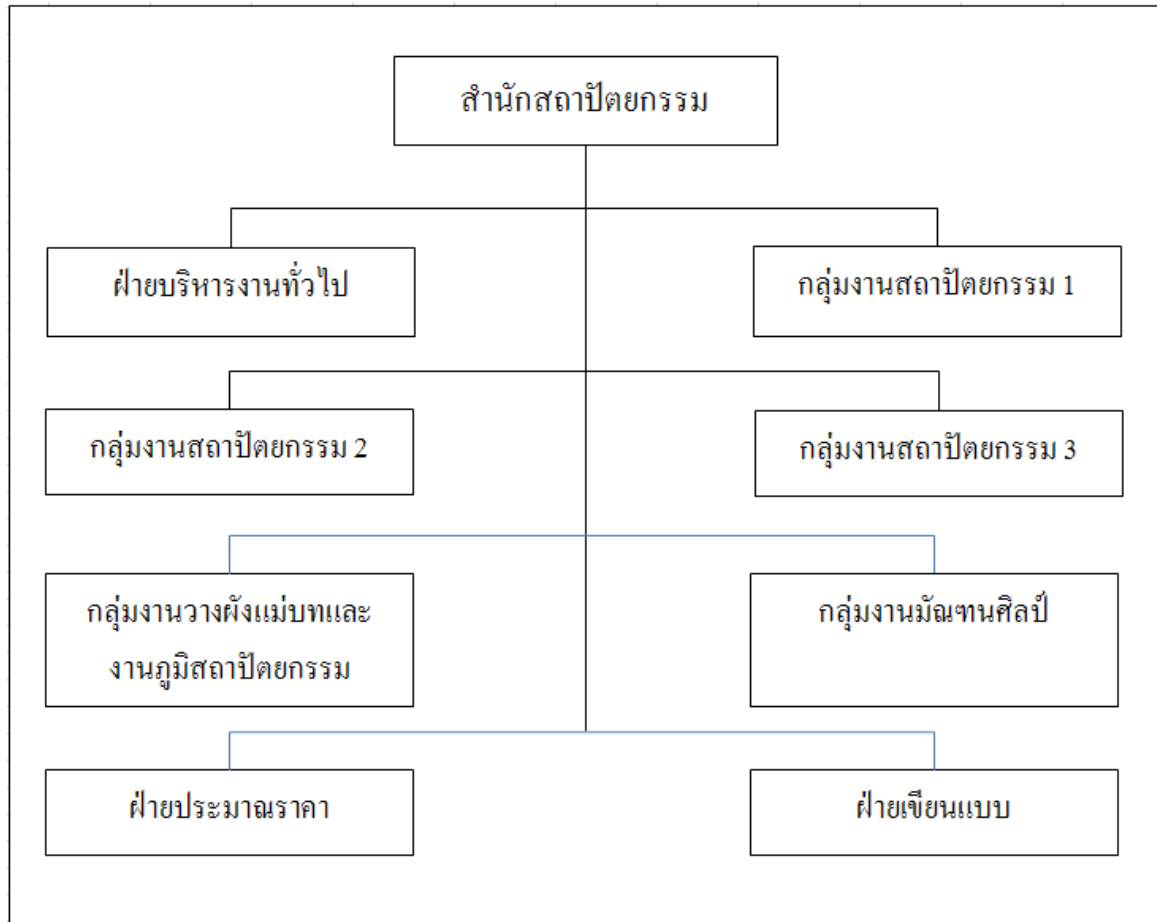 สำนักสถาปัตยกรรม
ฝ่ายบริหารงานทั่วไป
กลุ่มงานสถาปัตยกรรม 1
กลุ่มงานสถาปัตยกรรม 2
กลุ่มงานสถาปัตยกรรม 3
กลุ่มงานวางผังแม่บทและ
งานภูมิสถาปัตยกรรม
กลุ่มงานมัณฑนศิลป์
ฝ่ายประมาณราคา
ฝ่ายเขียนแบบ